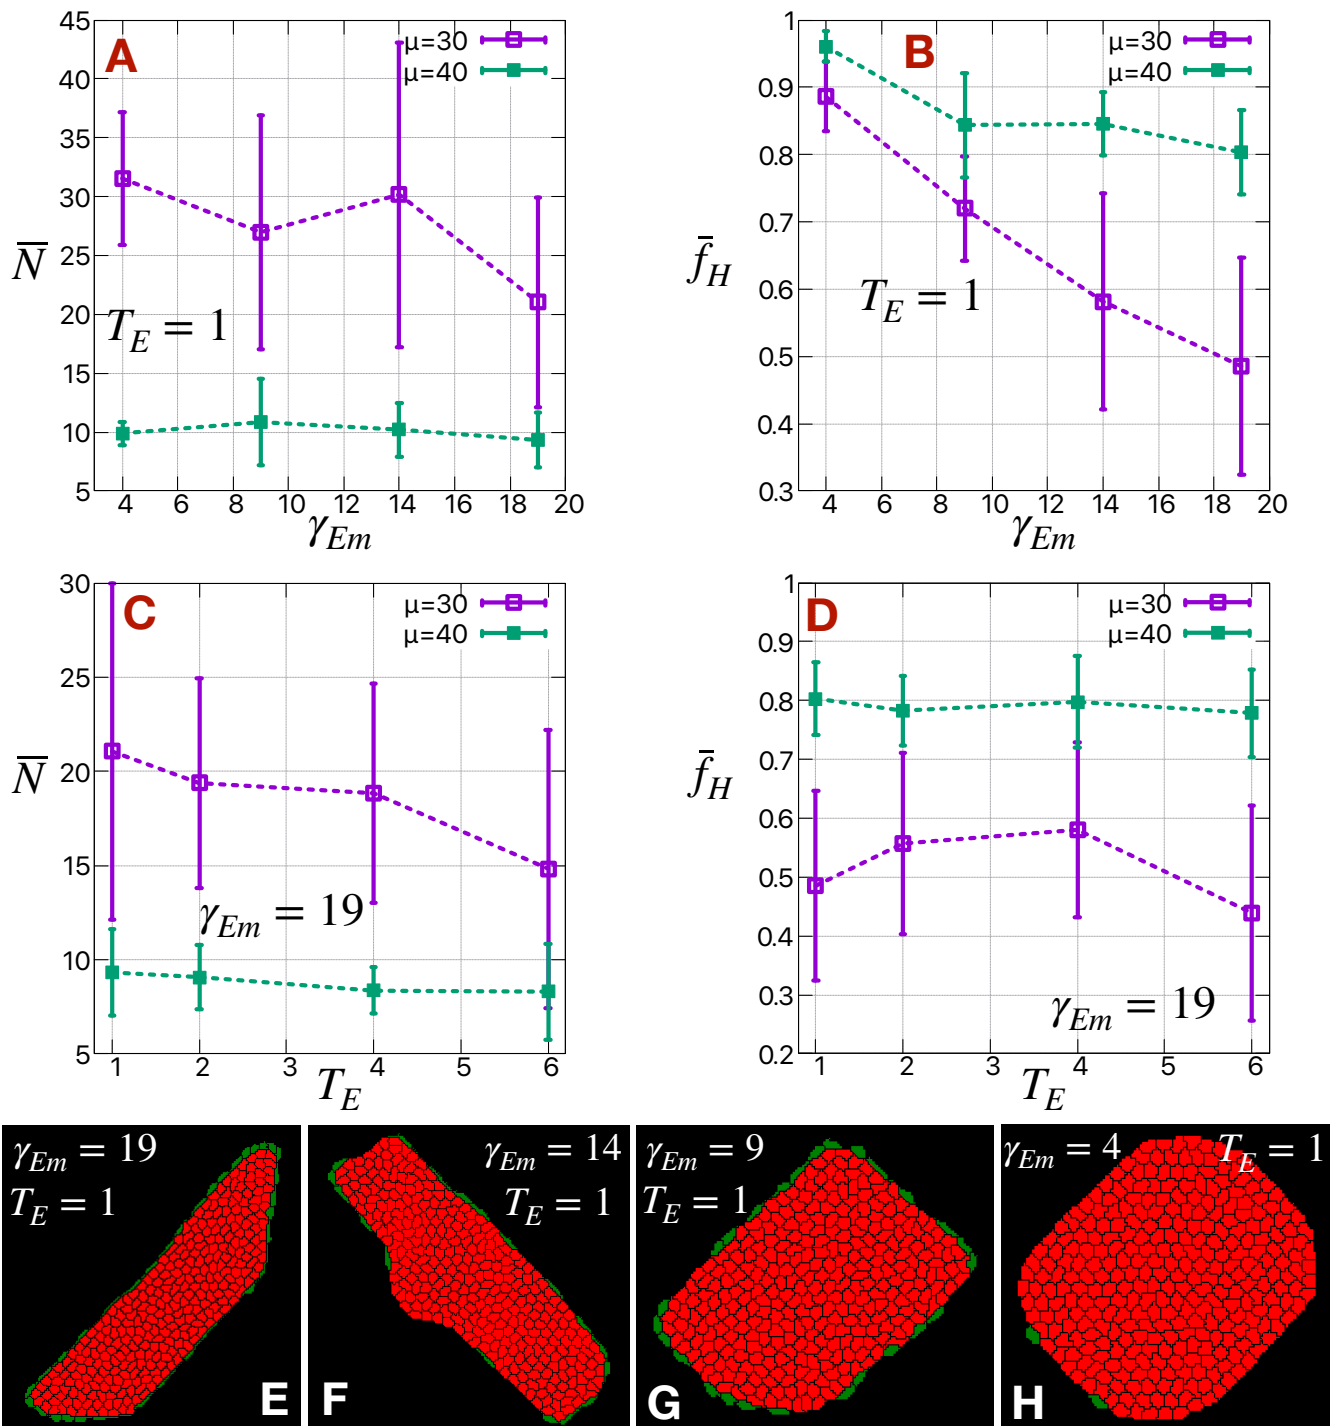 A
μ=30
μ=40
45
40
35
30
25
20
15
10
5
N̅
T_E = 1
4 6 8 10 12 14 16 18 20
γ_Em
B
μ=30
μ=40
1
0.9
0.8
0.7
0.6
0.5
0.4
0.3
f̄_H
T_E = 1
4 6 8 10 12 14 16 18 20
γ_Em
C
μ=30
μ=40
30
25
20
15
10
5
N̅
γ_Em = 19
1 2 3 4 5 6
T_E
D
μ=30
μ=40
1
0.9
0.8
0.7
0.6
0.5
0.4
0.3
0.2
f̄_H
γ_Em = 19
1 2 3 4 5 6
T_E
γ_Em = 19
T_E = 1
E
γ_Em = 14
T_E = 1
F
γ_Em = 9
T_E = 1
G
γ_Em = 4
T_E = 1
H